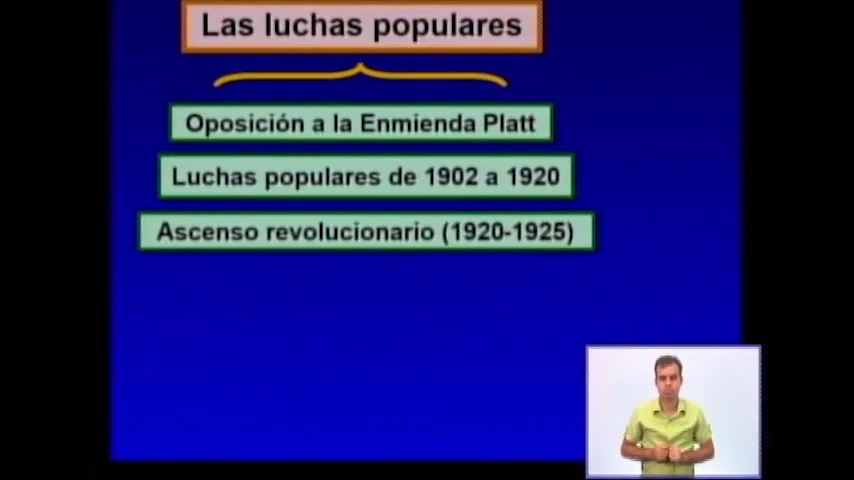 Las luchas populares
Oposición a la Enmienda Platt
Luchas populares de 1902 a 1920
Ascenso revolucionario (1920-1925)